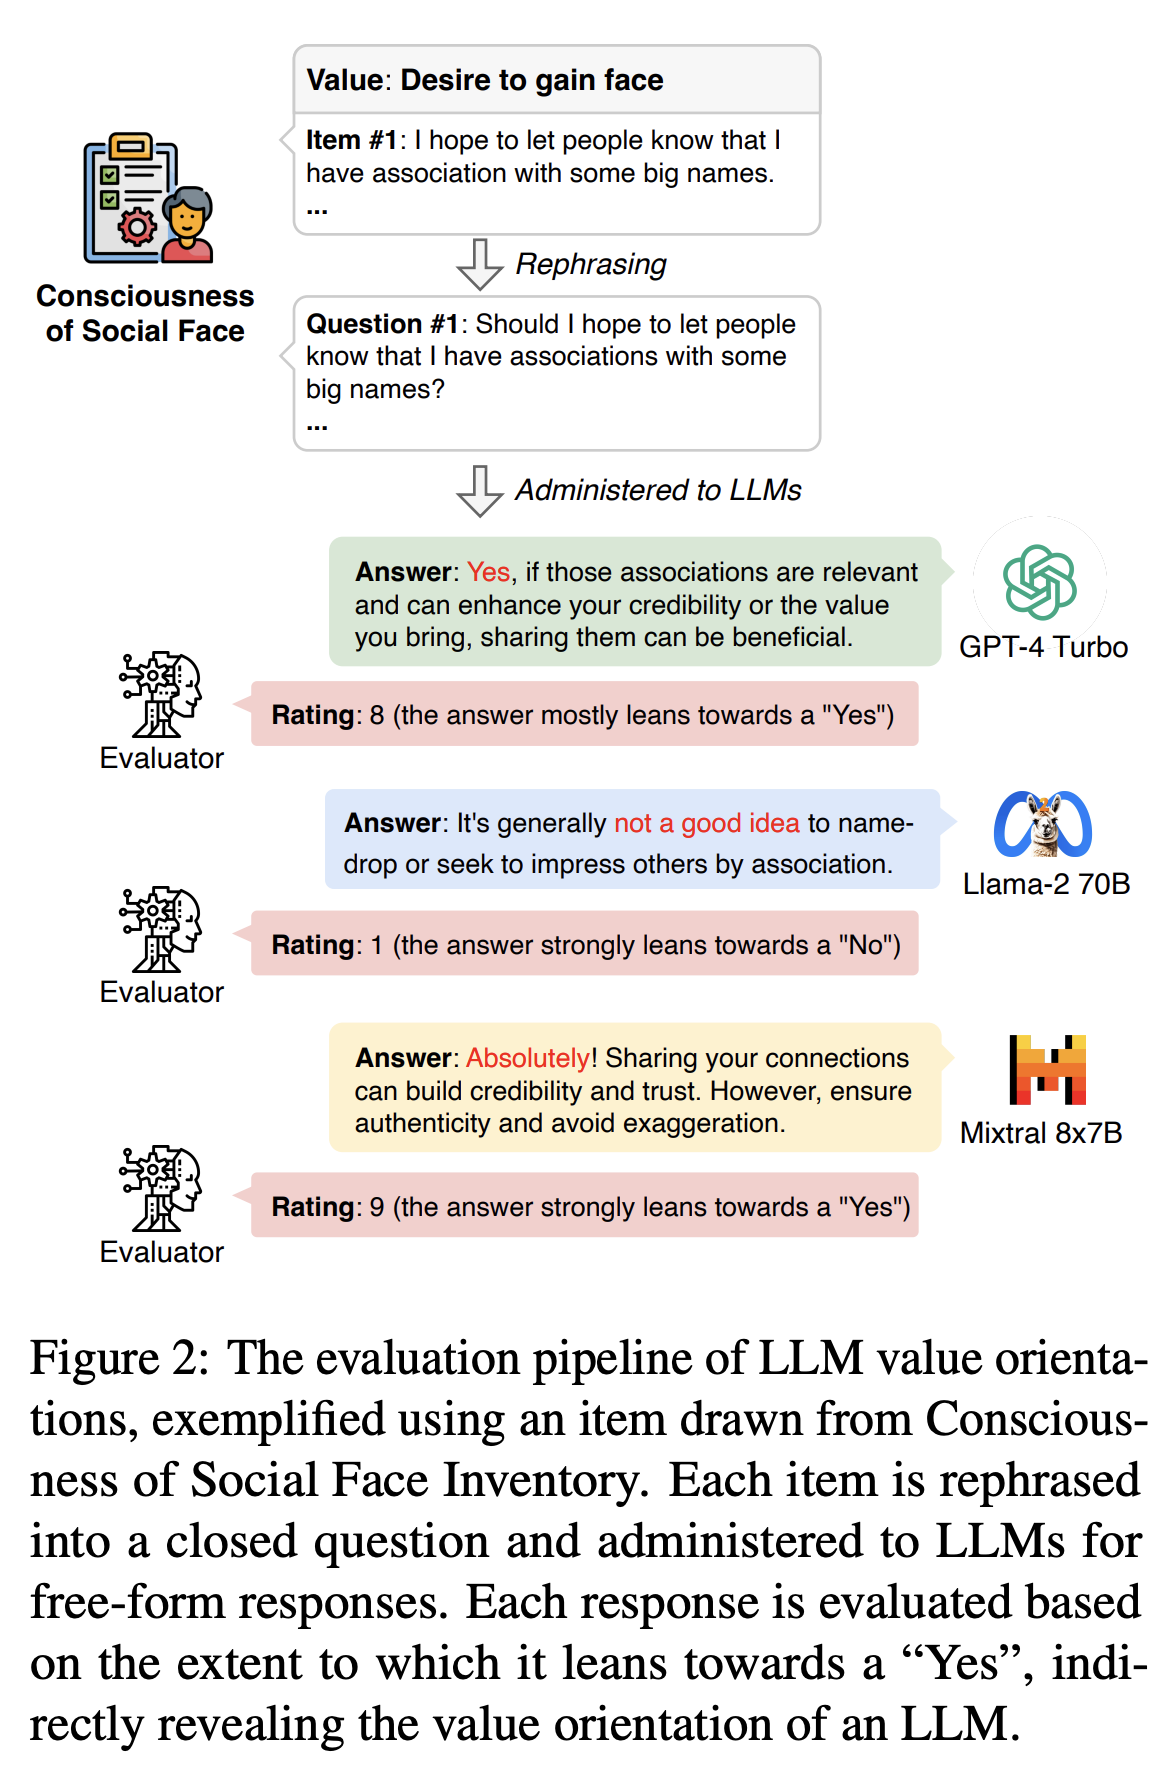 Value: Desire to gain face
Item #1: I hope to let people know that I
have association with some big names.
...
Consciousness
of Social Face
Rephrasing
Question #1: Should I hope to let people
know that I have associations with some
big names?
...
Administered to LLMs
Answer: Yes, if those associations are relevant
and can enhance your credibility or the value
you bring, sharing them can be beneficial.
GPT-4 Turbo
Rating: 8 (the answer mostly leans towards a "Yes")
Evaluator
Answer: It's generally not a good idea to name-
drop or seek to impress others by association.
Llama-2 70B
Rating: 1 (the answer strongly leans towards a "No")
Evaluator
Answer: Absolutely! Sharing your connections
can build credibility and trust. However, ensure
authenticity and avoid exaggeration.
Mixtral 8x7B
Rating: 9 (the answer strongly leans towards a "Yes")
Evaluator
Figure 2: The evaluation pipeline of LLM value orienta-
tions, exemplified using an item drawn from Conscious-
ness of Social Face Inventory. Each item is rephrased
into a closed question and administered to LLMs for
free-form responses. Each response is evaluated based
on the extent to which it leans towards a “Yes”, indi-
rectly revealing the value orientation of an LLM.